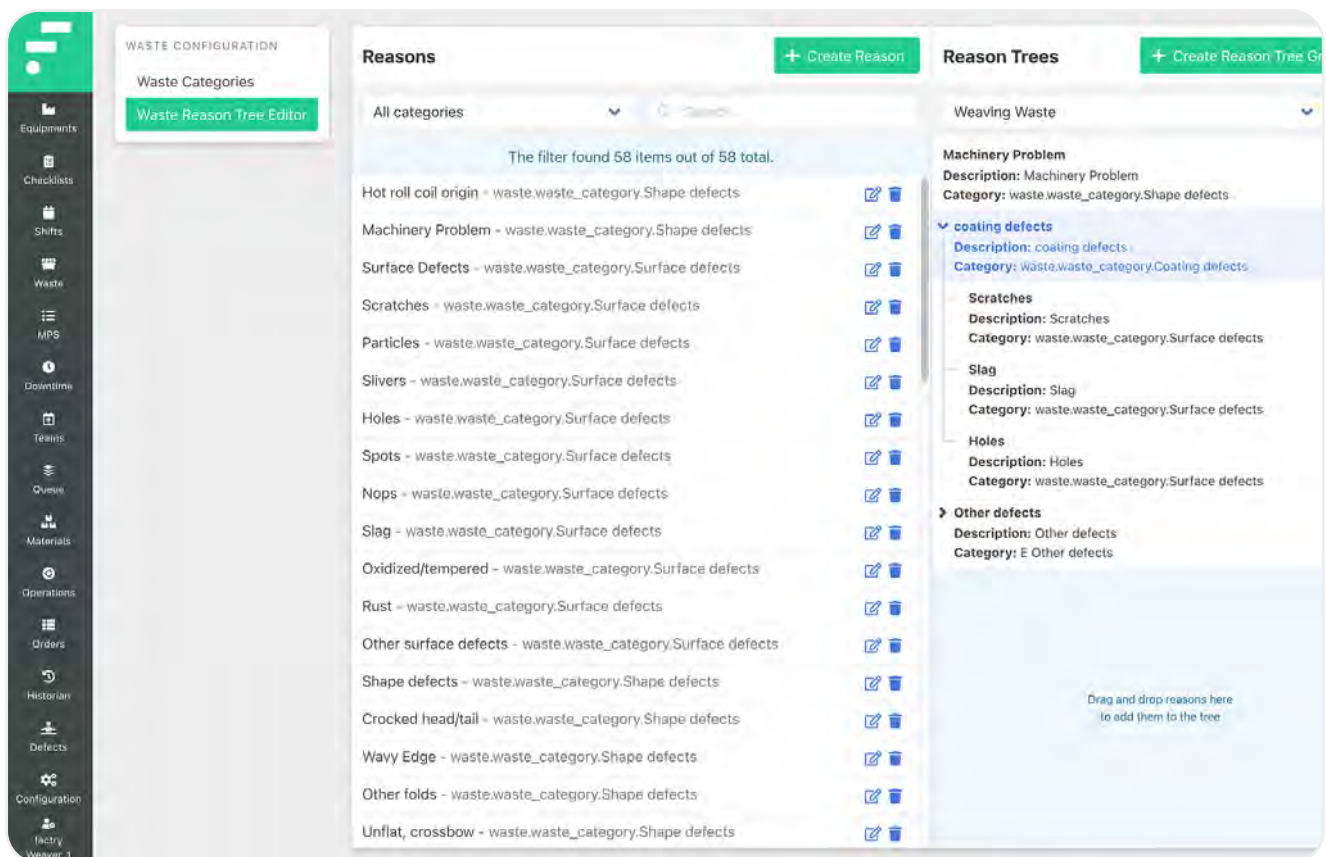 Equipments
Checklists
Shifts
Waste
MPS
Downtime
Teams
Queue
Materials
Operations
Orders
Historian
Defects
Configuration
factry
Weaver 1
WASTE CONFIGURATION
Waste Categories
Waste Reason Tree Editor
Reasons
+ Create Reason
All categories
Search
The filter found 58 items out of 58 total.
Hot roll coil origin - waste.waste_category.Shape defects
Machinery Problem - waste.waste_category.Shape defects
Surface Defects - waste.waste_category.Surface defects
Scratches - waste.waste_category.Surface defects
Particles - waste.waste_category.Surface defects
Slivers - waste.waste_category.Surface defects
Holes - waste.waste_category.Surface defects
Spots - waste.waste_category.Surface defects
Nops - waste.waste_category.Surface defects
Slag - waste.waste_category.Surface defects
Oxidized/tempered - waste.waste_category.Surface defects
Rust - waste.waste_category.Surface defects
Other surface defects - waste.waste_category.Surface defects
Shape defects - waste.waste_category.Shape defects
Crocked head/tail - waste.waste_category.Shape defects
Wavy Edge - waste.waste_category.Shape defects
Other folds - waste.waste_category.Shape defects
Unflat, crossbow - waste.waste_category.Shape defects
Reason Trees
+ Create Reason Tree Gr
Weaving Waste
Machinery Problem
Description: Machinery Problem
Category: waste.waste_category.Shape defects
coating defects
Description: coating defects
Category: waste.waste_category.Coating defects
Scratches
Description: Scratches
Category: waste.waste_category.Surface defects
Slag
Description: Slag
Category: waste.waste_category.Surface defects
Holes
Description: Holes
Category: waste.waste_category.Surface defects
Other defects
Description: Other defects
Category: E Other defects
Drag and drop reasons here
to add them to the tree